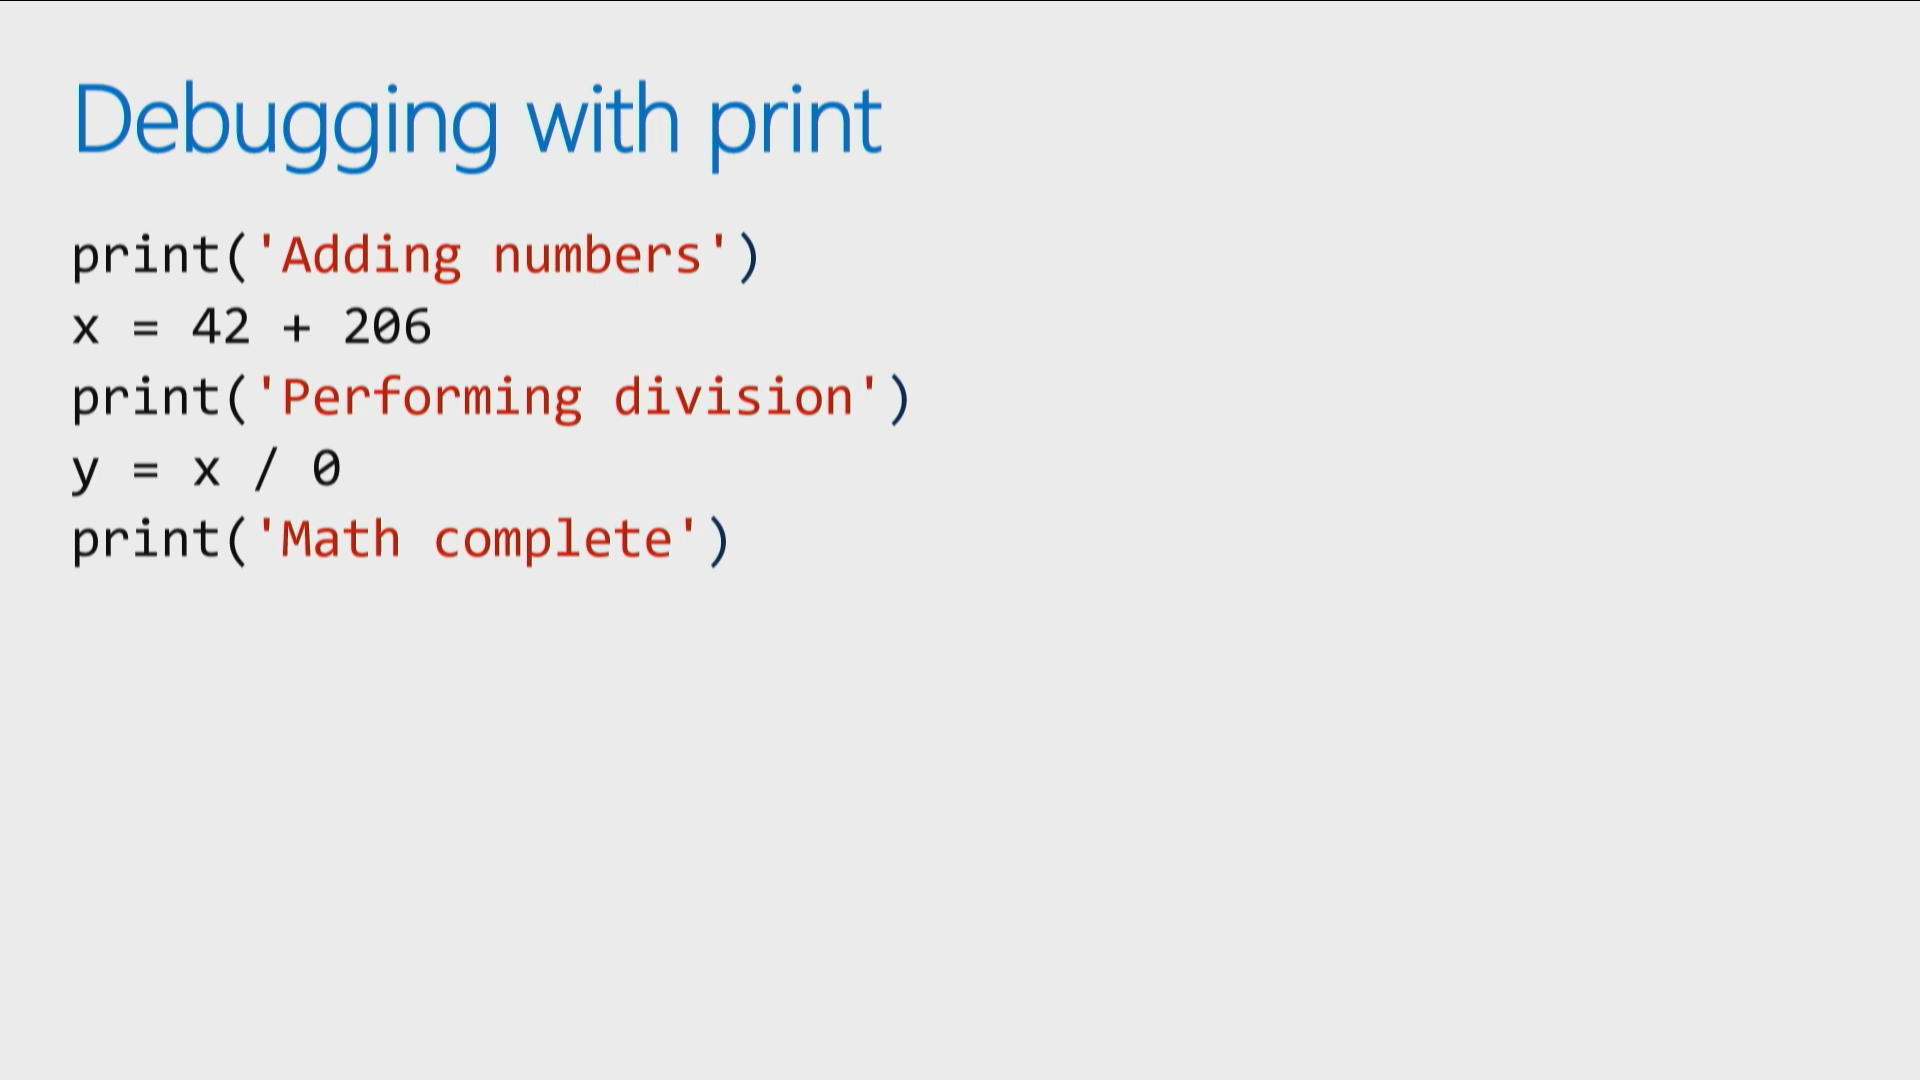 Debugging with print
print('Adding numbers')
x = 42 + 206
print('Performing division')
y = x / 0
print('Math complete')